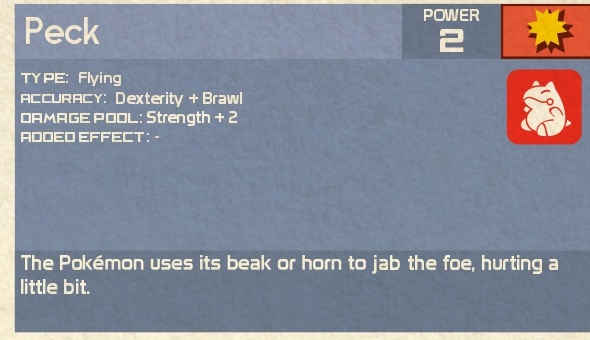 Peck
POWER
2
TYPE: Flying
ACCURACY: Dexterity + Brawl
DAMAGE POOL: Strength + 2
ADDED EFFECT: -
The Pokémon uses its beak or horn to jab the foe, hurting a
little bit.